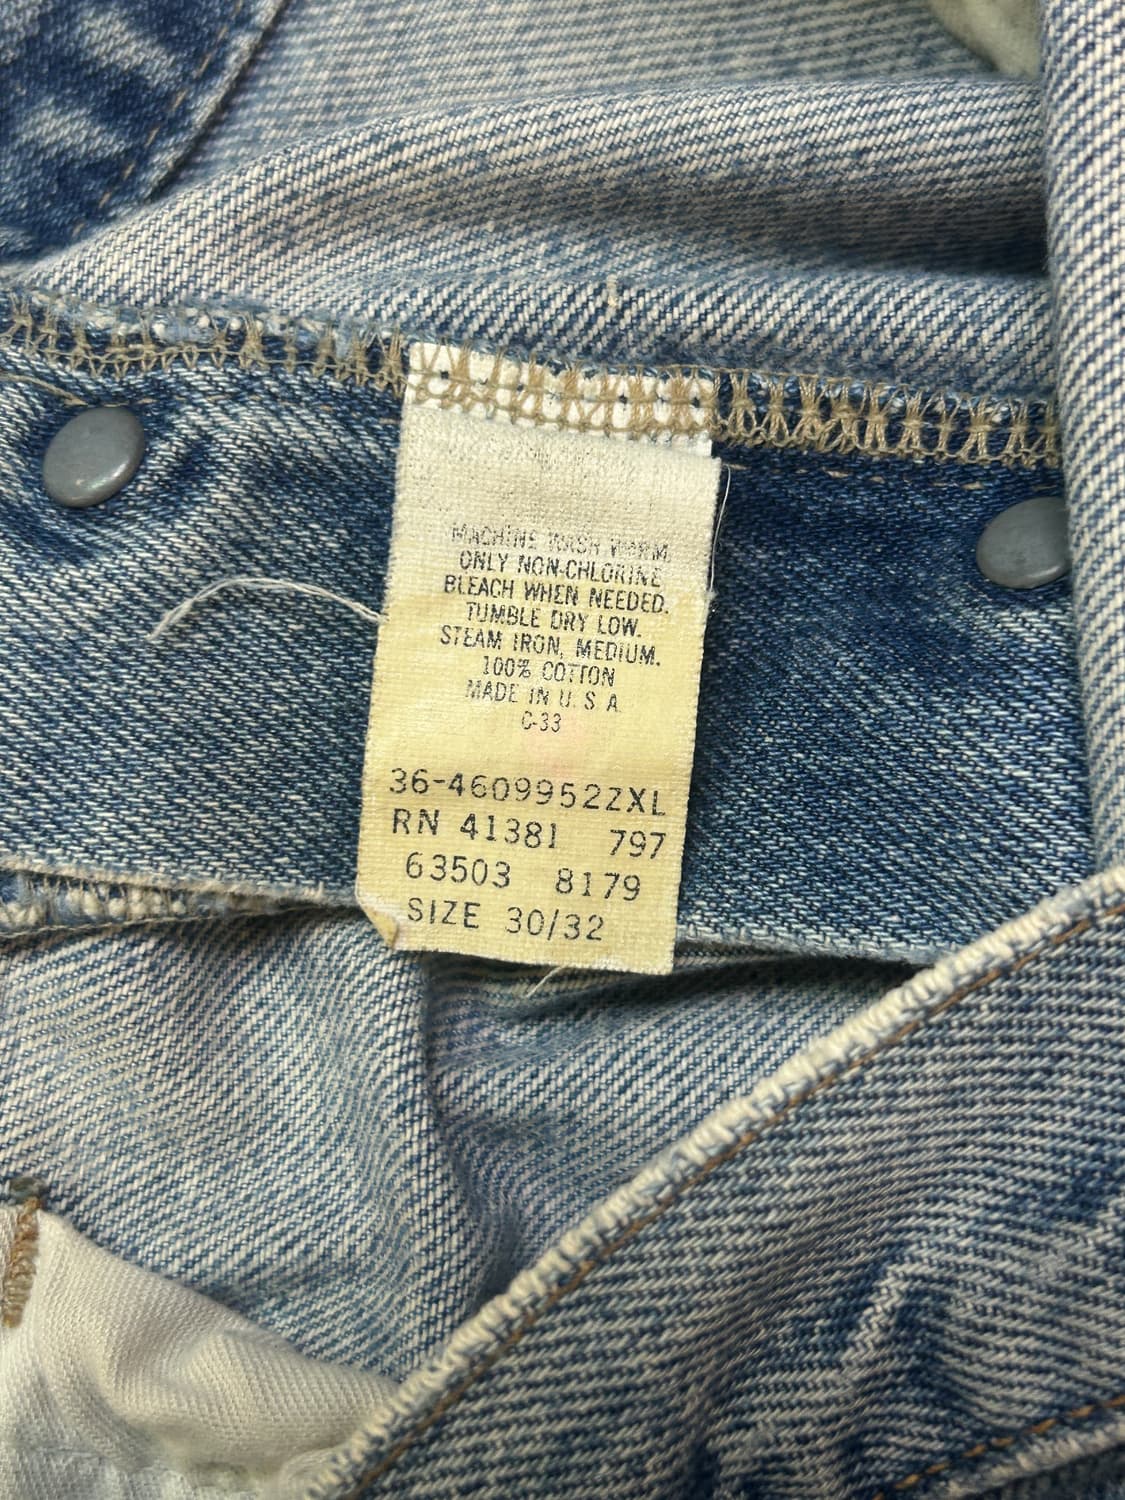 MACHINE WASH WARM
ONLY NON-CHLORINE
BLEACH WHEN NEEDED.
TUMBLE DRY LOW.
STEAM IRON, MEDIUM.
100% COTTON
MADE IN U. S A
C-33
36-46099522XL
RN 41381 797
63503 8179
SIZE 30/32